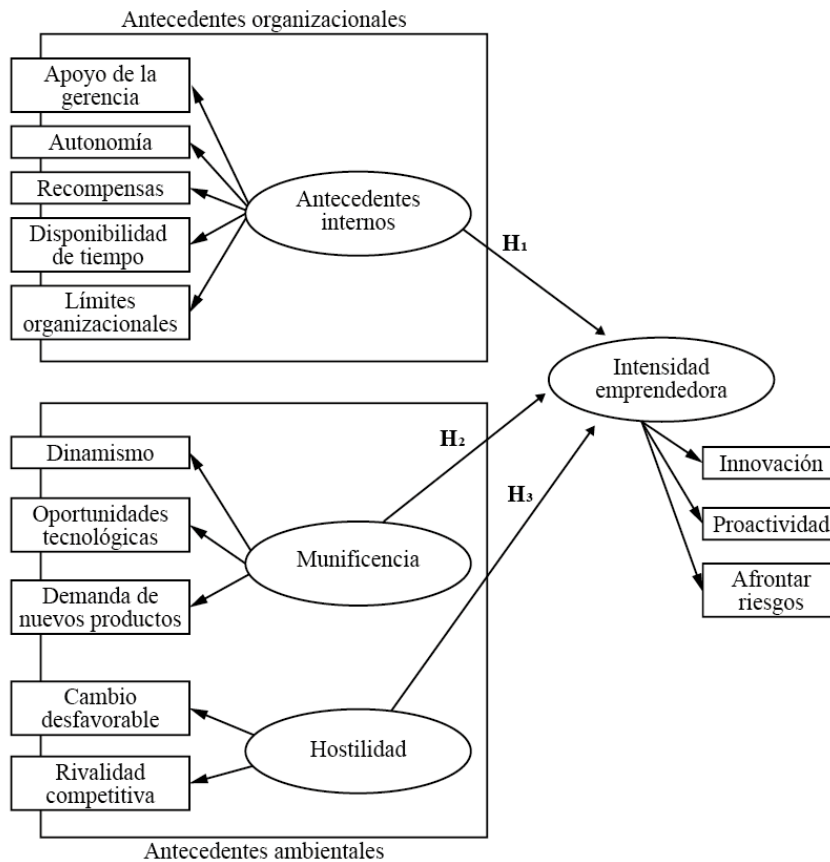 Antecedentes organizacionales
Apoyo de la
gerencia
Autonomía
Recompensas
Disponibilidad
de tiempo
Límites
organizacionales
Antecedentes
internos
H₁
Intensidad
emprendedora
H₂
H₃
Dinamismo
Oportunidades
tecnológicas
Demanda de
nuevos productos
Munificencia
Innovación
Proactividad
Afrontar
riesgos
Cambio
desfavorable
Rivalidad
competitiva
Hostilidad
Antecedentes ambientales